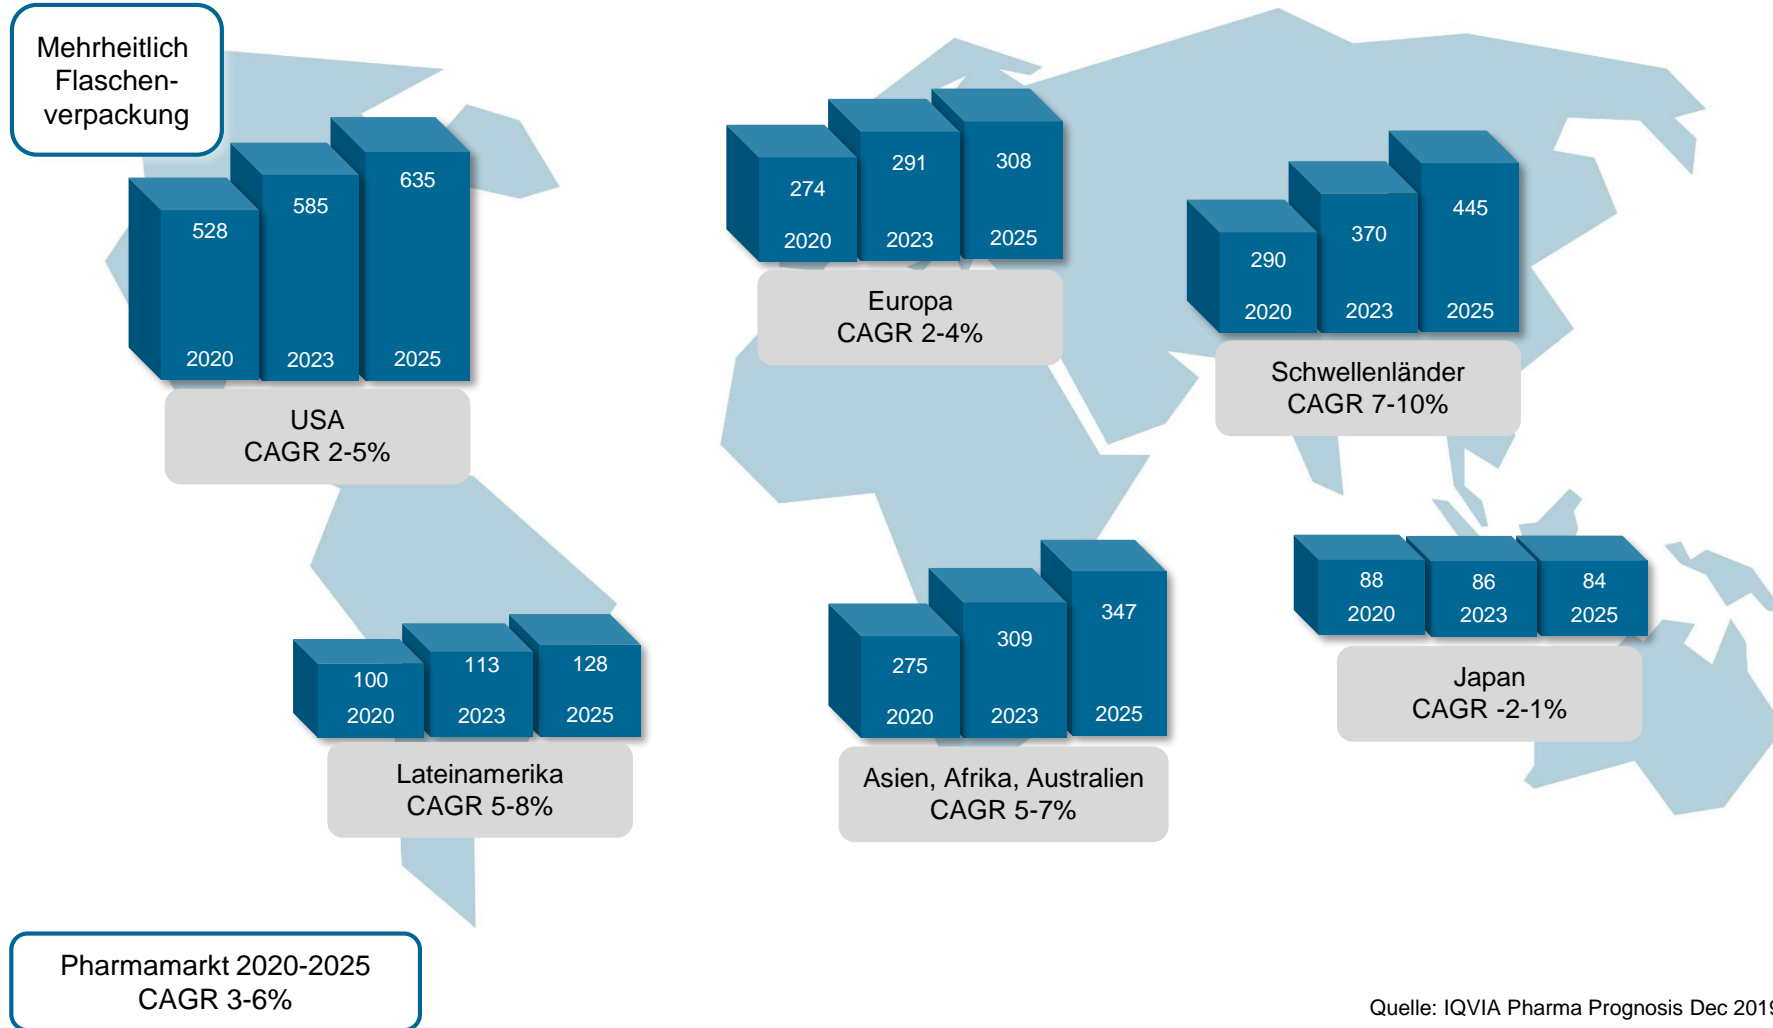 Mehrheitlich
Flaschen-
verpackung
528
585
635
2020
2023
2025
USA
CAGR 2-5%
274
291
308
2020
2023
2025
Europa
CAGR 2-4%
290
370
445
2020
2023
2025
Schwellenländer
CAGR 7-10%
100
113
128
2020
2023
2025
Lateinamerika
CAGR 5-8%
275
309
347
2020
2023
2025
Asien, Afrika, Australien
CAGR 5-7%
88
86
84
2020
2023
2025
Japan
CAGR -2-1%
Pharmamarkt 2020-2025
CAGR 3-6%
Quelle: IQVIA Pharma Prognosis Dec 2019